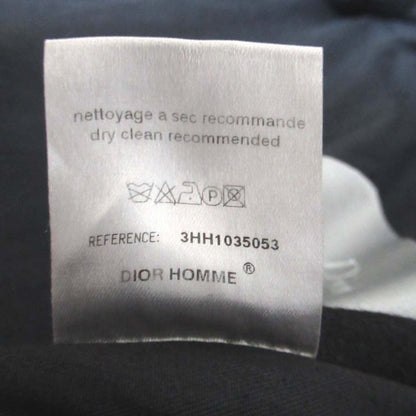 nettoyage a sec recommande
dry clean recommended
P
REFERENCE: 3HH1035053
DIOR HOMME ®